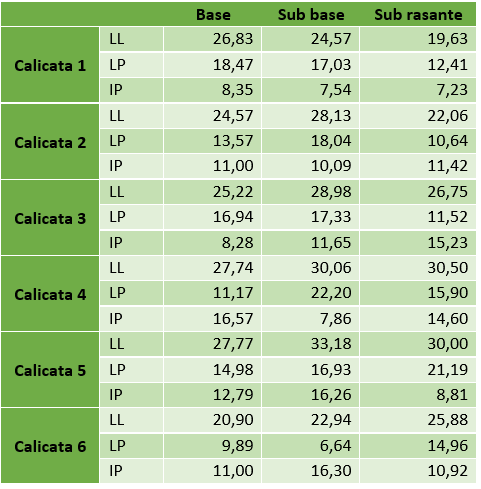 Base Sub base Sub rasante
LL 26,83 24,57 19,63
Calicata 1 LP 18,47 17,03 12,41
IP 8,35 7,54 7,23
LL 24,57 28,13 22,06
Calicata 2 LP 13,57 18,04 10,64
IP 11,00 10,09 11,42
LL 25,22 28,98 26,75
Calicata 3 LP 16,94 17,33 11,52
IP 8,28 11,65 15,23
LL 27,74 30,06 30,50
Calicata 4 LP 11,17 22,20 15,90
IP 16,57 7,86 14,60
LL 27,77 33,18 30,00
Calicata 5 LP 14,98 16,93 21,19
IP 12,79 16,26 8,81
LL 20,90 22,94 25,88
Calicata 6 LP 9,89 6,64 14,96
IP 11,00 16,30 10,92